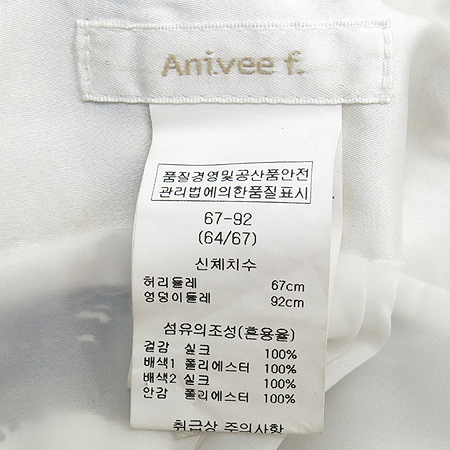 Ani.vee f.
품질경영및공산품안전
관리법에의한품질표시
67-92
(64/67)
신체치수
허리둘레 67cm
엉덩이둘레 92cm
섬유의조성(혼용율)
겉감 실크 100%
배색1 폴리에스터 100%
배색2 실크 100%
안감 폴리에스터 100%
취급상 주의사항